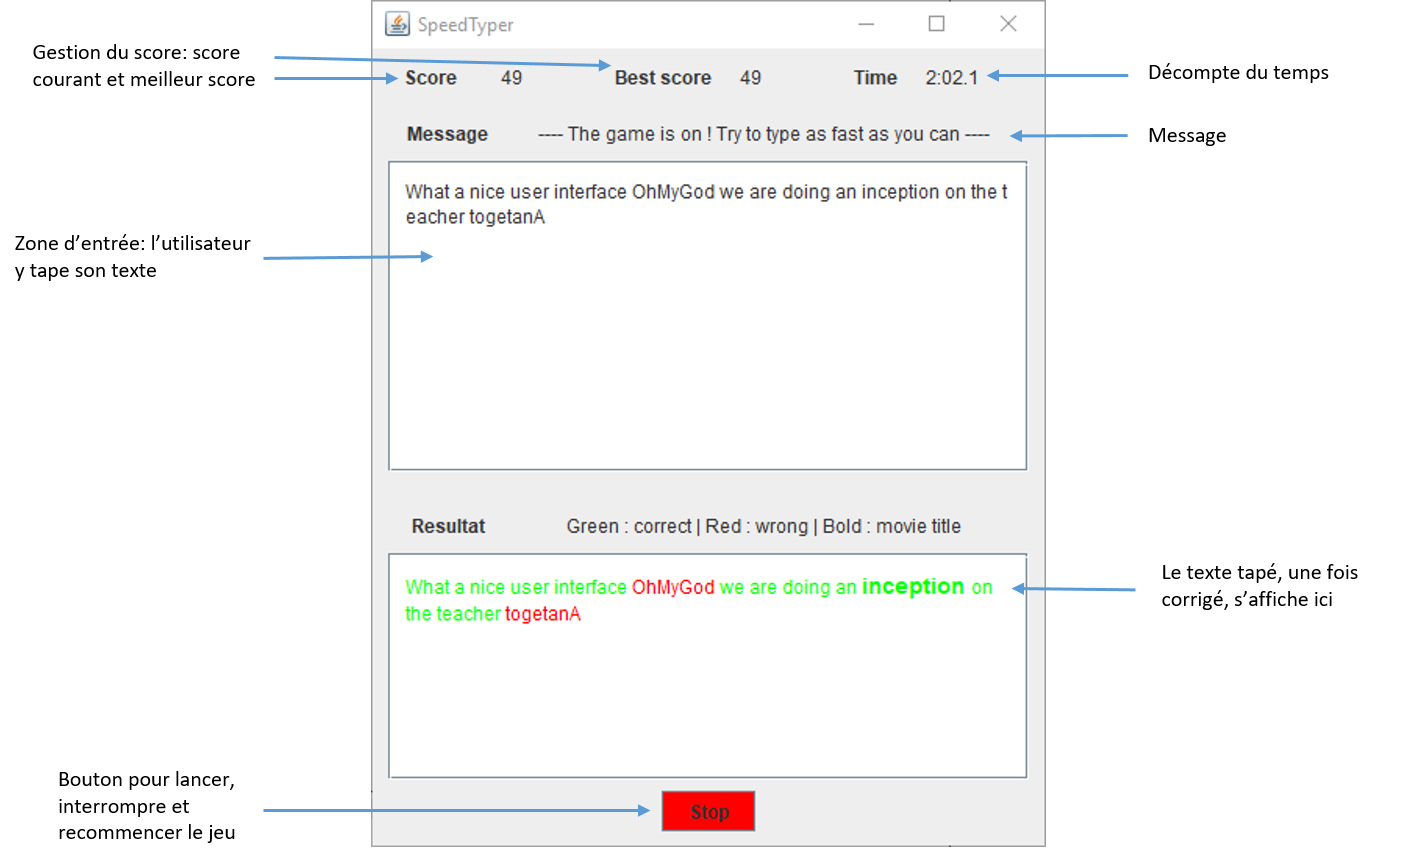 SpeedTyper
Gestion du score: score
courant et meilleur score
Score 49 Best score 49 Time 2:02.1
Décompte du temps
Message ---- The game is on ! Try to type as fast as you can ----
Message
What a nice user interface OhMyGod we are doing an inception on the t
eacher togetanA
Zone d’entrée: l’utilisateur
y tape son texte
Resultat Green : correct | Red : wrong | Bold : movie title
What a nice user interface OhMyGod we are doing an inception on
the teacher togetanA
Le texte tapé, une fois
corrigé, s’affiche ici
Bouton pour lancer,
interrompre et
recommencer le jeu
Stop